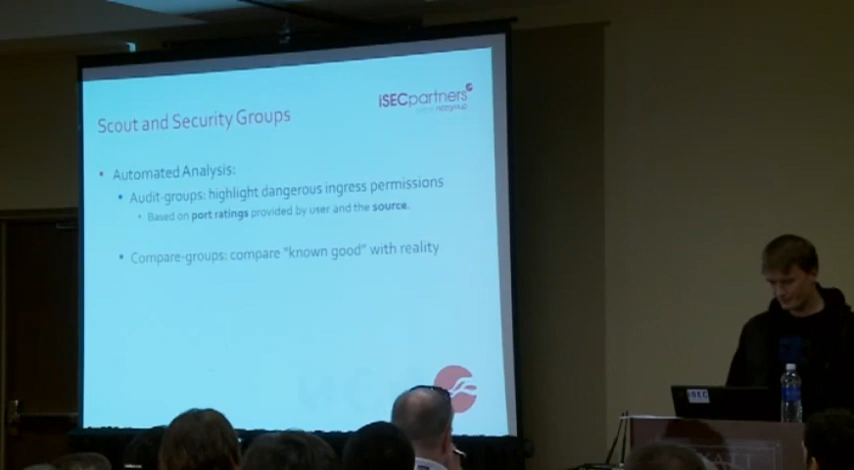 iSECpartners
Scout and Security Groups
• Automated Analysis:
• Audit-groups: highlight dangerous ingress permissions
• Based on port ratings provided by user and the source.
• Compare-groups: compare "known good" with reality
iSEC